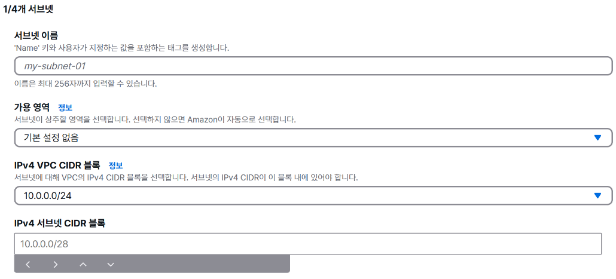 1/4개 서브넷
서브넷 이름
'Name' 키와 사용자가 지정하는 값을 포함하는 태그를 생성합니다.
my-subnet-01
이름은 최대 256자까지 입력할 수 있습니다.
가용 영역 정보
서브넷이 상주할 영역을 선택합니다. 선택하지 않으면 Amazon이 자동으로 선택합니다.
기본 설정 없음
IPv4 VPC CIDR 블록 정보
서브넷에 대해 VPC의 IPv4 CIDR 블록을 선택합니다. 서브넷의 IPv4 CIDR이 이 블록 내에 있어야 합니다.
10.0.0.0/24
IPv4 서브넷 CIDR 블록
10.0.0.0/28